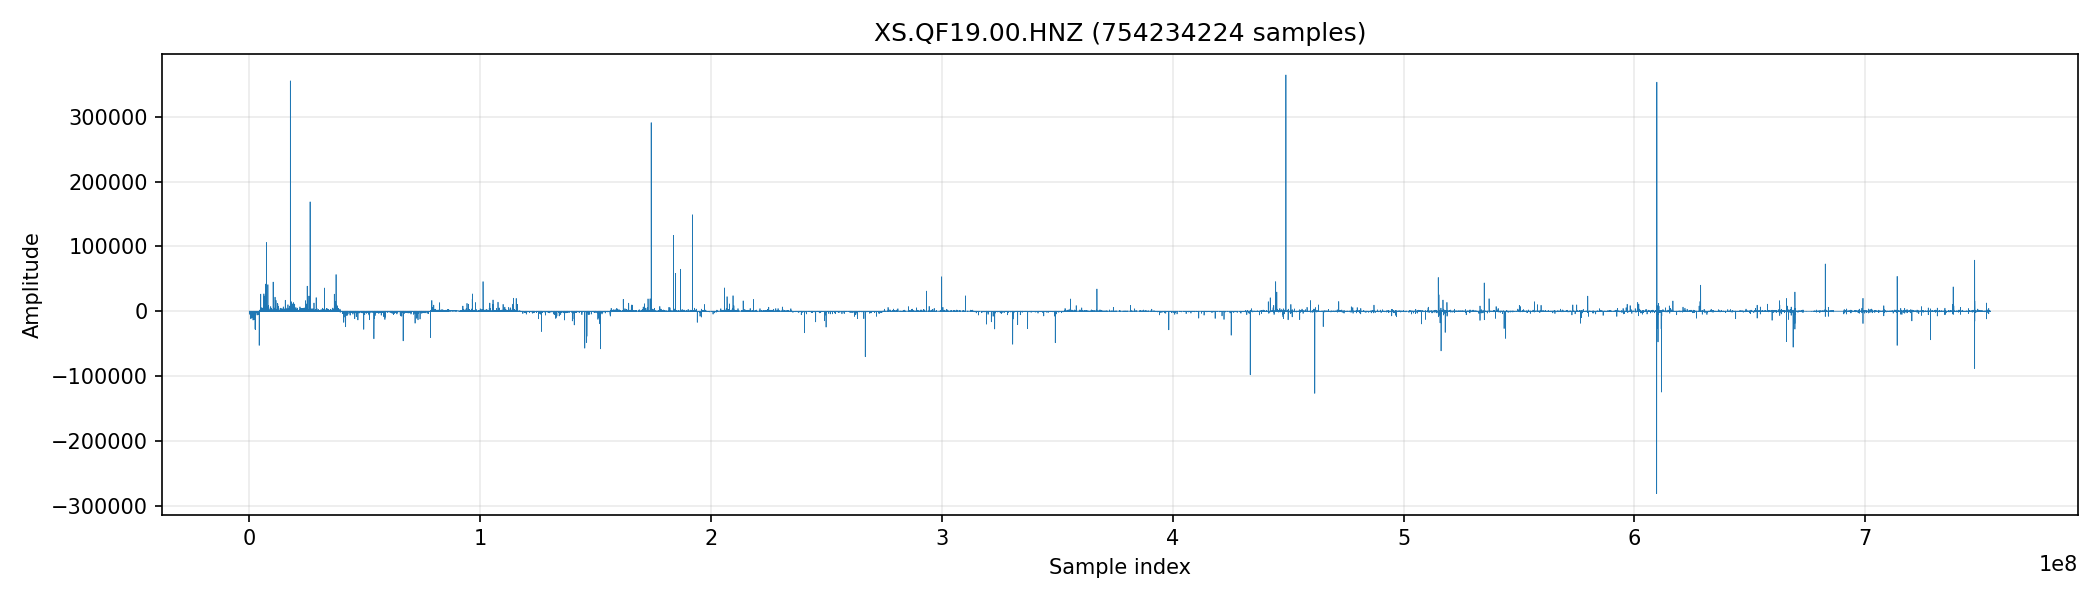 XS.QF19.00.HNZ (754234224 samples)
Amplitude
300000
200000
100000
0
−100000
−200000
−300000
0 1 2 3 4 5 6 7
1e8
Sample index